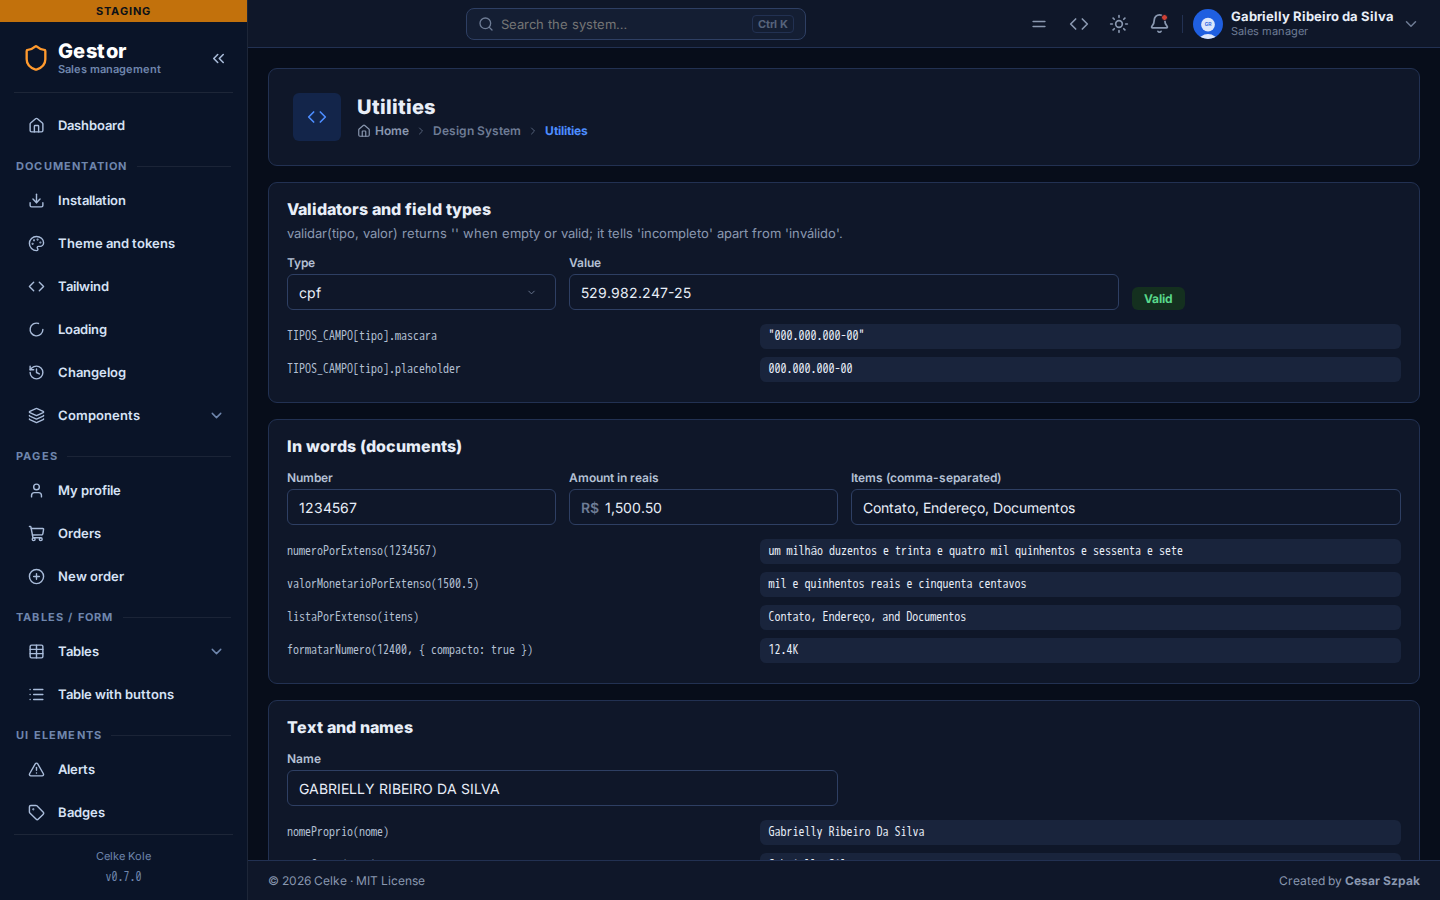 STAGING
Gestor
Sales management
Dashboard
DOCUMENTATION
Installation
Theme and tokens
Tailwind
Loading
Changelog
Components
PAGES
My profile
Orders
New order
TABLES / FORM
Tables
Table with buttons
UI ELEMENTS
Alerts
Badges
Celke Kole
v0.7.0
Search the system...
Ctrl K
Gabrielly Ribeiro da Silva
Sales manager
Utilities
Home > Design System > Utilities
Validators and field types
validar(tipo, valor) returns '' when empty or valid; it tells 'incompleto' apart from 'inválido'.
Type
Value
cpf
529.982.247-25
Valid
TIPOS_CAMPO[tipo].mascara
"000.000.000-00"
TIPOS_CAMPO[tipo].placeholder
000.000.000-00
In words (documents)
Number
Amount in reais
Items (comma-separated)
1234567
R$ 1,500.50
Contato, Endereço, Documentos
numeroPorExtenso(1234567)
um milhão duzentos e trinta e quatro mil quinhentos e sessenta e sete
valorMonetarioPorExtenso(1500.5)
mil e quinhentos reais e cinquenta centavos
listaPorExtenso(itens)
Contato, Endereço, and Documentos
formatarNumero(12400, { compacto: true })
12.4K
Text and names
Name
GABRIELLY RIBEIRO DA SILVA
nomeProprio(nome)
Gabrielly Ribeiro Da Silva
© 2026 Celke · MIT License
Created by Cesar Szpak